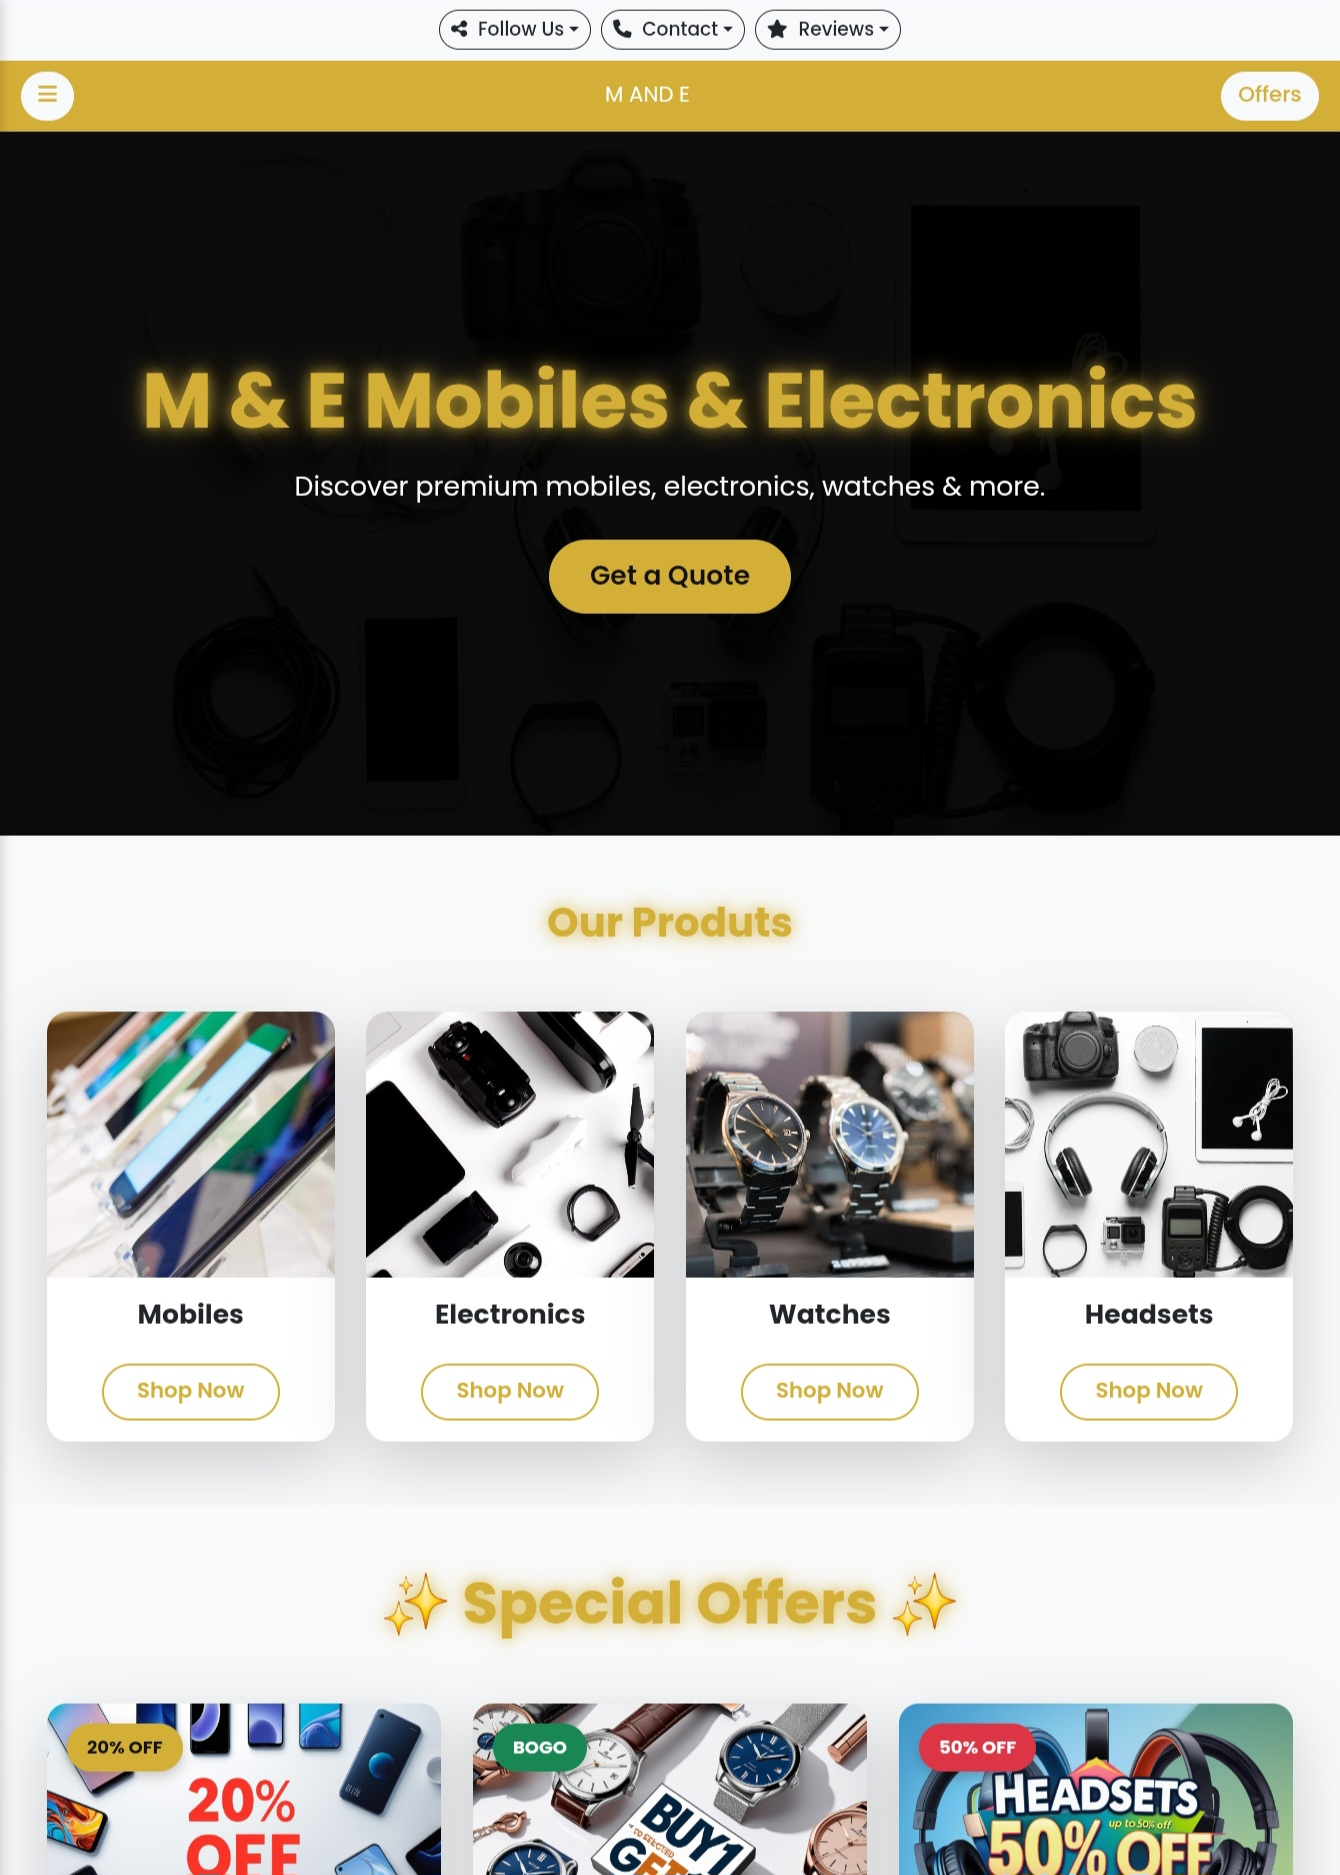 Follow Us
Contact
Reviews
M AND E
Offers
M & E Mobiles & Electronics
Discover premium mobiles, electronics, watches & more.
Get a Quote
Our Produts
Mobiles
Electronics
Watches
Headsets
Shop Now
Shop Now
Shop Now
Shop Now
✨ Special Offers ✨
20% OFF
20%
OFF
BOGO
BUY1
TO SELECTED
GET
50% OFF
HEADSETS
up to 50% off
50% OFF